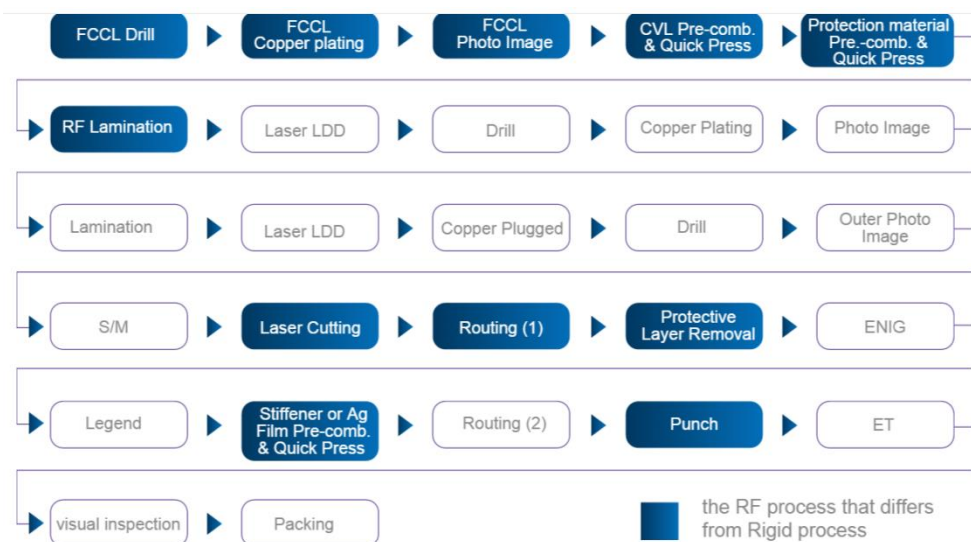 FCCL Drill
FCCL
Copper plating
FCCL
Photo Image
CVL Pre-comb.
& Quick Press
Protection material
Pre.-comb. &
Quick Press
RF Lamination
Laser LDD
Drill
Copper Plating
Photo Image
Lamination
Laser LDD
Copper Plugged
Drill
Outer Photo
Image
S/M
Laser Cutting
Routing (1)
Protective
Layer Removal
ENIG
Legend
Stiffener or Ag
Film Pre-comb.
& Quick Press
Routing (2)
Punch
ET
visual inspection
Packing
the RF process that differs
from Rigid process